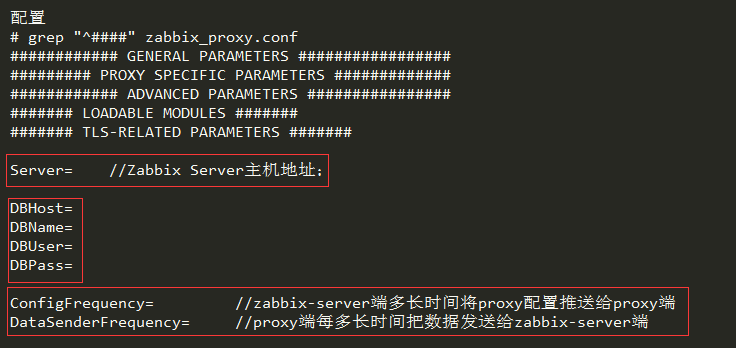 配置
# grep "^####" zabbix_proxy.conf
############ GENERAL PARAMETERS #################
######### PROXY SPECIFIC PARAMETERS #############
############ ADVANCED PARAMETERS ################
####### LOADABLE MODULES #######
####### TLS-RELATED PARAMETERS #######
Server=    //Zabbix Server主机地址;
DBHost=
DBName=
DBUser=
DBPass=
ConfigFrequency=         //zabbix-server端多长时间将proxy配置推送给proxy端
DataSenderFrequency=     //proxy端每多长时间把数据发送给zabbix-server端